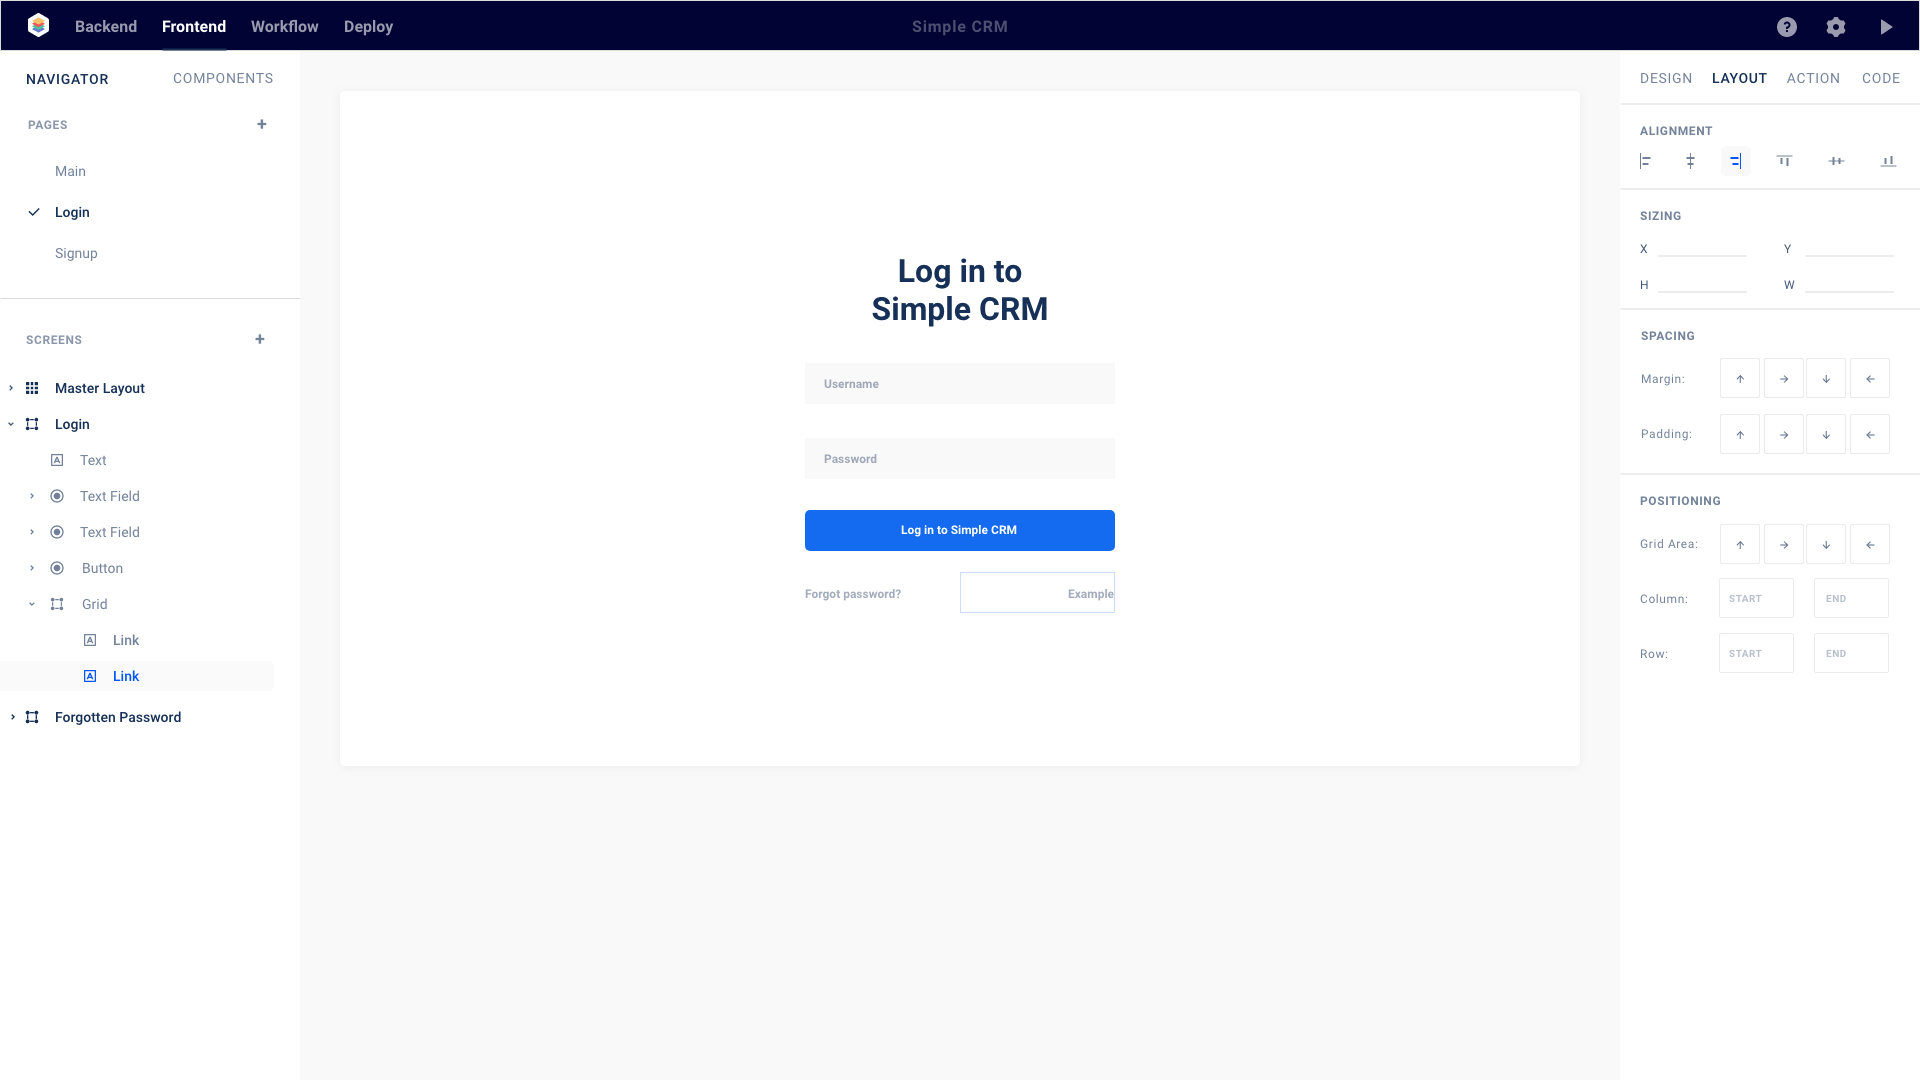 Backend Frontend Workflow Deploy Simple CRM ?
NAVIGATOR COMPONENTS
PAGES +
Main
Login
Signup
SCREENS +
Master Layout
Login
A Text
Text Field
Text Field
Button
Grid
A Link
A Link
Forgotten Password
Log in to
Simple CRM
Username
Password
Log in to Simple CRM
Forgot password? Example
DESIGN LAYOUT ACTION CODE
ALIGNMENT
SIZING
X Y
H W
SPACING
Margin:
Padding:
POSITIONING
Grid Area:
Column: START END
Row: START END